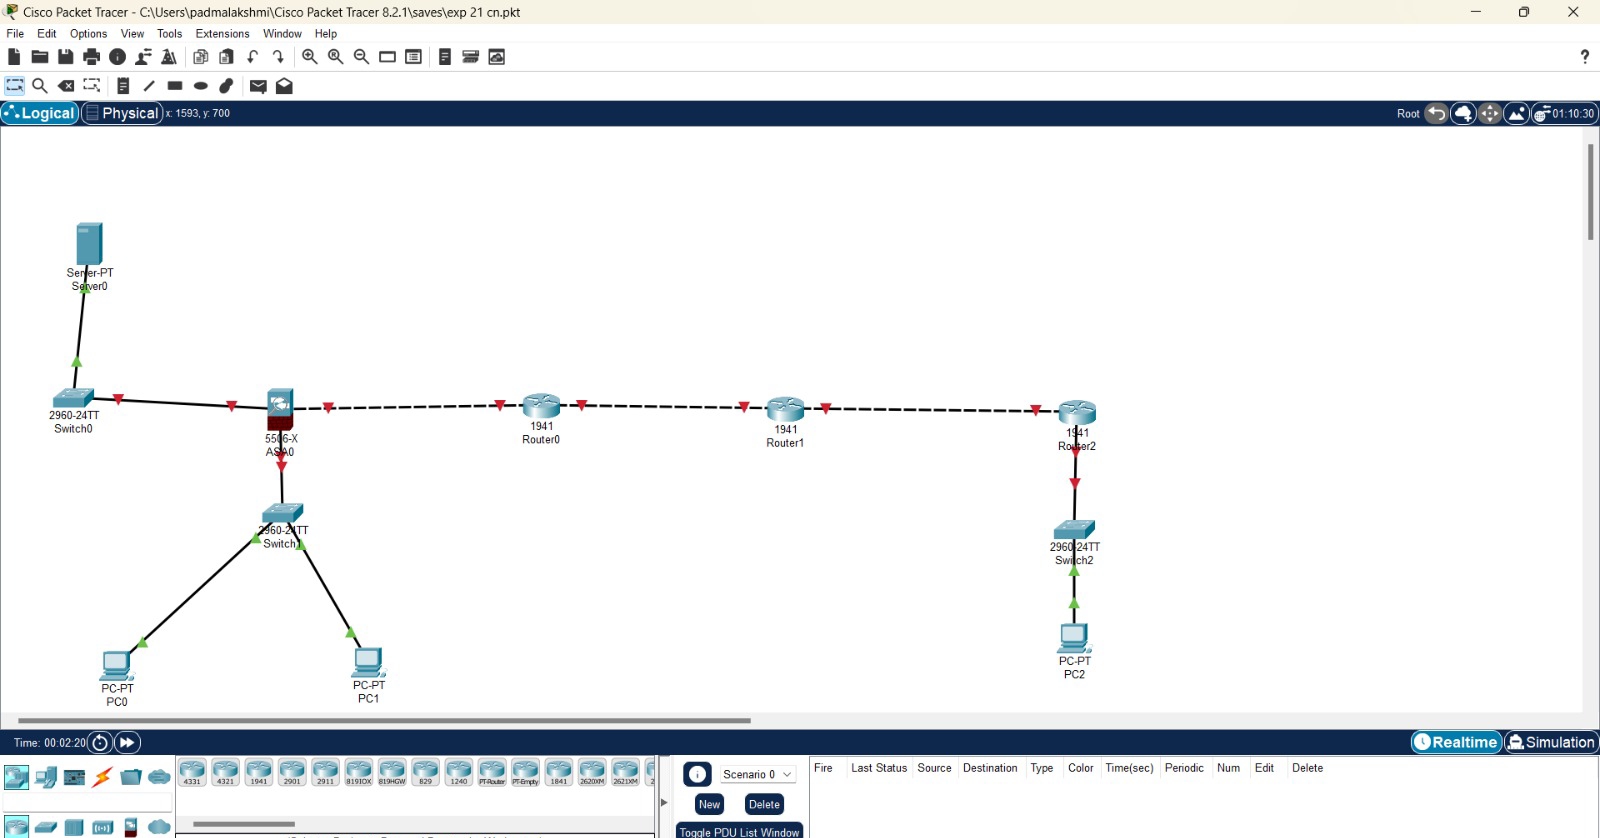 Cisco Packet Tracer - C:\Users\padmalakshmi\Cisco Packet Tracer 8.2.1\saves\exp 21 cn.pkt
File Edit Options View Tools Extensions Window Help
?
Logical Physical x: 1593, y: 700 Root 01:10:30
Server-PT
Server0
2960-24TT
Switch0
5506-X
ASA0
1941
Router0
1941
Router1
1941
Router2
2960-24TT
Switch1
2960-24TT
Switch2
PC-PT
PC0
PC-PT
PC1
PC-PT
PC2
Time: 00:02:20 Realtime Simulation
4331 4321 1941 2901 2911 819IOX 819HGW 829 1240 PT-Router PT-Empty 1841 2620XM 2621XM
Scenario 0
New Delete
Toggle PDU List Window
Fire Last Status Source Destination Type Color Time(sec) Periodic Num Edit Delete